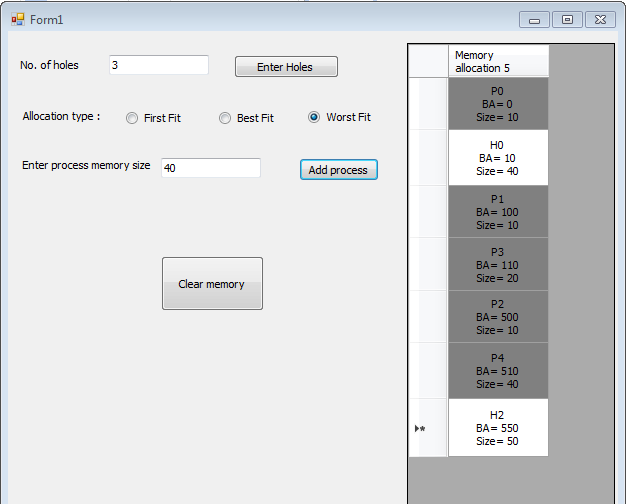 Form1
No. of holes
3
Enter Holes
Allocation type :
First Fit
Best Fit
Worst Fit
Enter process memory size
40
Add process
Clear memory
Memory
allocation 5
P0
BA= 0
Size= 10
H0
BA= 10
Size= 40
P1
BA= 100
Size= 10
P3
BA= 110
Size= 20
P2
BA= 500
Size= 10
P4
BA= 510
Size= 40
H2
BA= 550
Size= 50